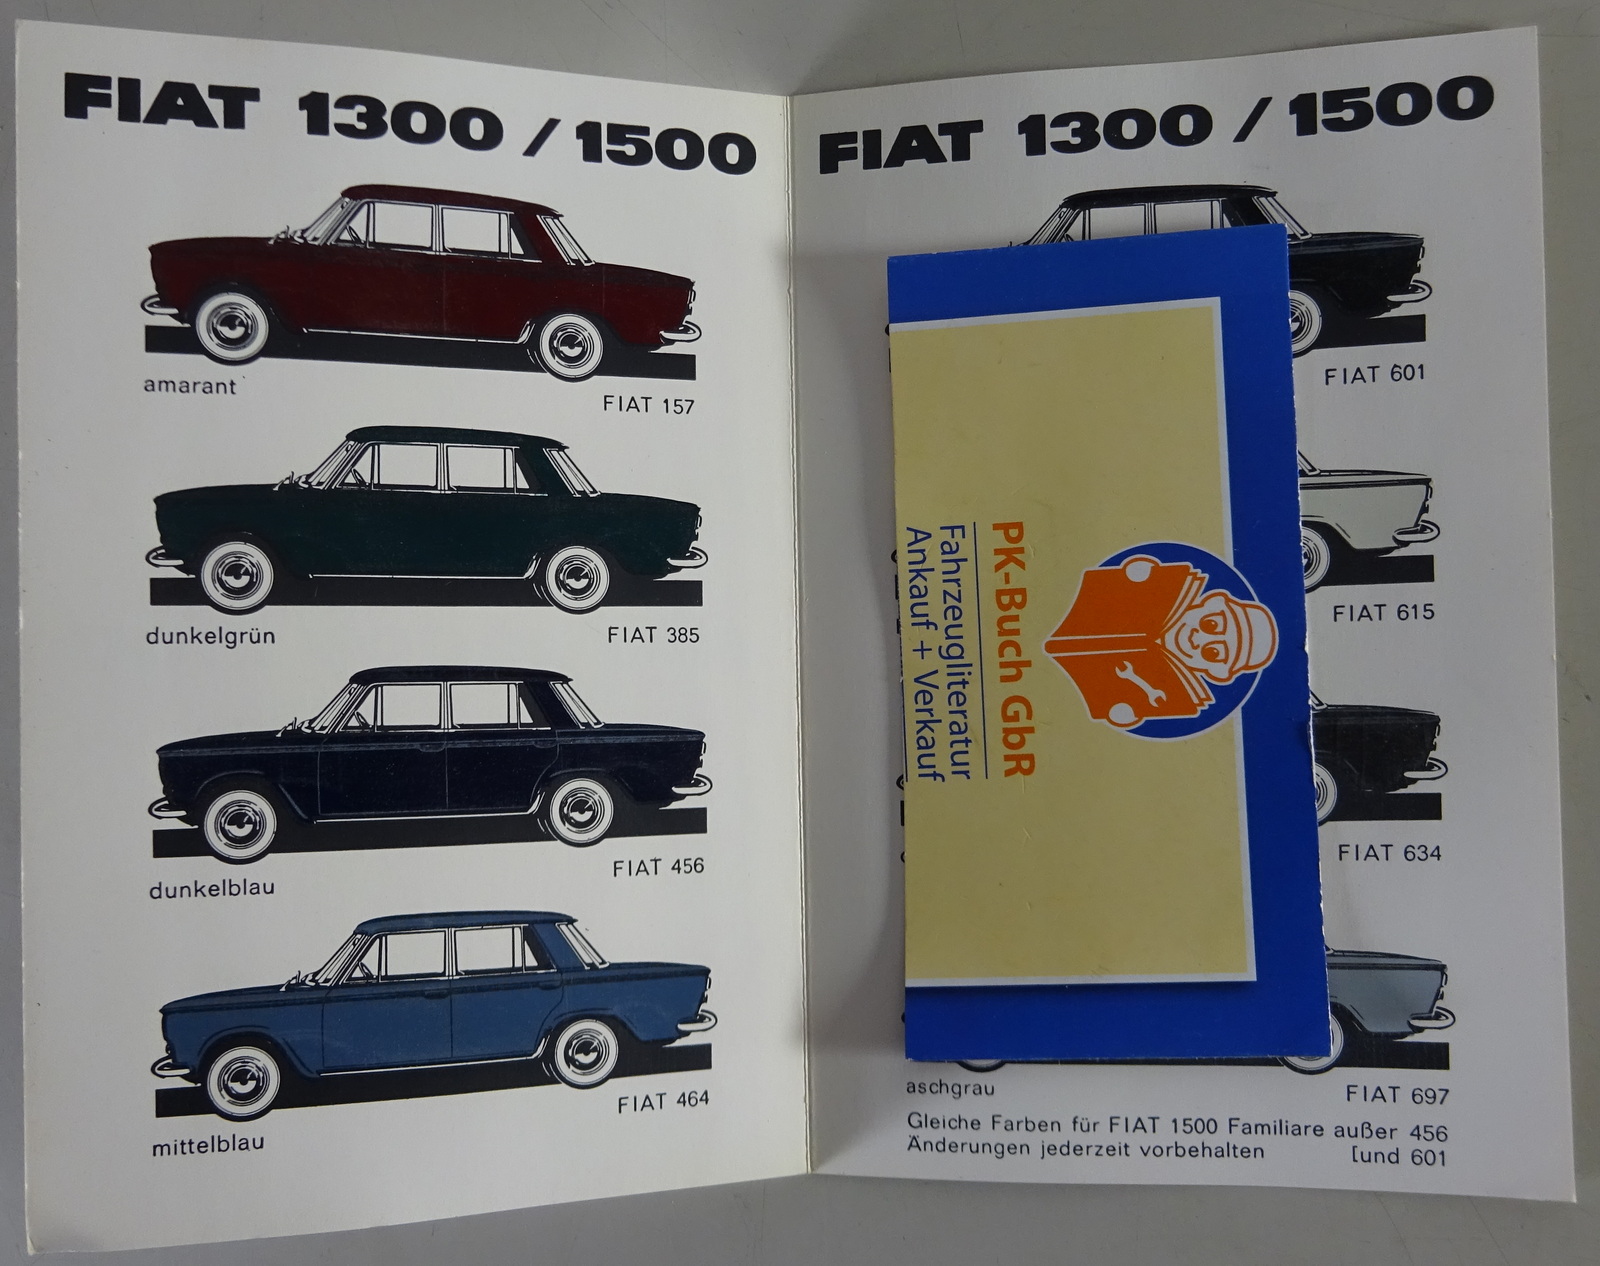 FIAT 1300 / 1500
amarant
FIAT 157
dunkelgrün
FIAT 385
dunkelblau
FIAT 456
mittelblau
FIAT 464
FIAT 1300 / 1500
FIAT 601
FIAT 615
FIAT 634
aschgrau
FIAT 697
Gleiche Farben für FIAT 1500 Familiare außer 456
Änderungen jederzeit vorbehalten [und 601
PK-Buch GbR
Fahrzeugliteratur
Ankauf + Verkauf